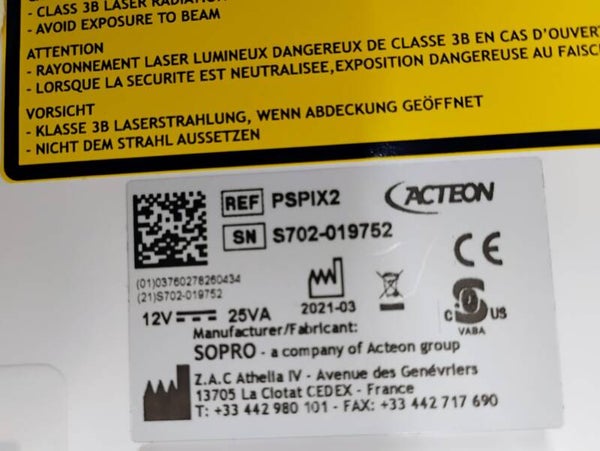 - CLASS 3B LASER RADIATION
- AVOID EXPOSURE TO BEAM
ATTENTION
- RAYONNEMENT LASER LUMINEUX DANGEREUX DE CLASSE 3B EN CAS D'OUVERT
- LORSQUE LA SECURITE EST NEUTRALISEE,EXPOSITION DANGEREUSE AU FAISC
VORSICHT
- KLASSE 3B LASERSTRAHLUNG, WENN ABDECKUNG GEÖFFNET
- NICHT DEM STRAHL AUSSETZEN
REF PSPIX2 ACTEON
SN S702-019752
(01)03760278260434
(21)S702-019752
2021-03
CE
C S US
VABA
12V 25VA
Manufacturer/Fabricant:
SOPRO - a company of Acteon group
Z.A.C Athelia IV - Avenue des Genévriers
13705 La Ciotat CEDEX - France
T: +33 442 980 101 - FAX: +33 442 717 690